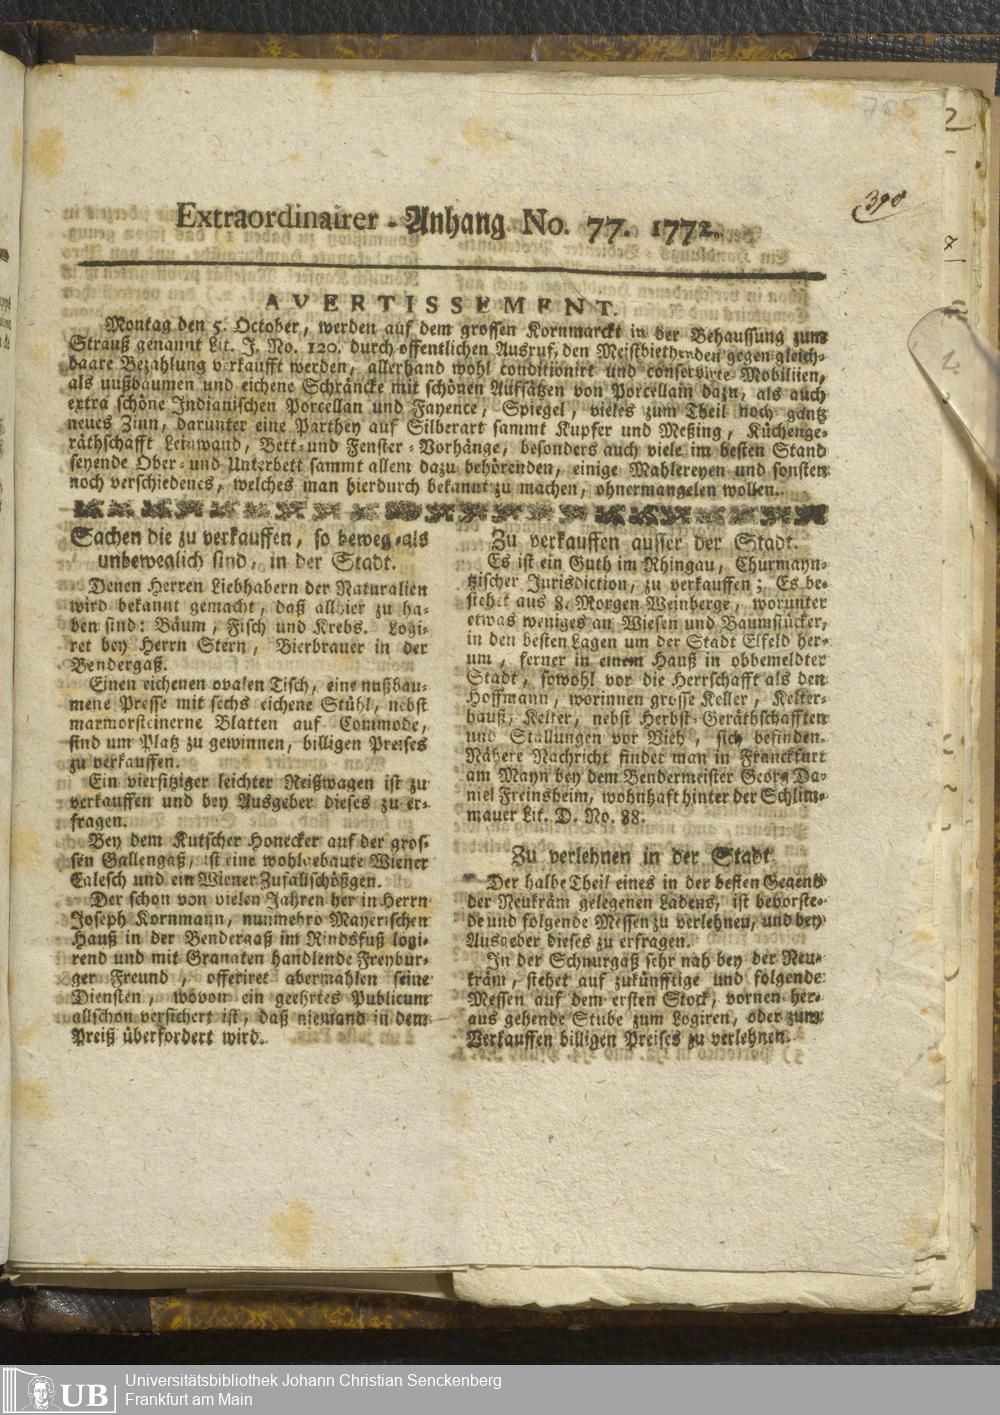 390
Extraordinairer - Anhang No. 77. 1772.
AVERTISSEMENT.
Montag den 5. October, werden auf dem grossen Kornmarckt in der Behaussung zum
Strauß genannt Lit. J. No. 120. durch offentlichen Ausruf, den Meistbiethenden gegen gleich-
baare Bezahlung verkaufft werden, allerhand wohl conditionirt und conservirte Mobilien,
als nußbaumen und eichene Schräncke mit schönen Auffsätzen von Porcellain dazu, als auch
extra schöne Indianischen Porcellan und Fayence, Spiegel, vieles zum Theil noch gantz
neues Zinn, darunter eine Parthey auf Silberart sammt Kupfer und Meßing, Küchenge-
räthschafft Leinwand, Bett- und Fenster-Vorhänge, besonders auch viele im besten Stand
seyende Ober- und Unterbett sammt allem dazu behörenden, einige Mahlereyen und sonsten
noch verschiedenes, welches man hierdurch bekannt zu machen, ohnermangelen wollen.
Sachen die zu verkauffen, so beweg-als
unbeweglich sind, in der Stadt.
Denen Herren Liebhabern der Naturalien
wird bekannt gemacht, daß allhier zu ha-
ben sind: Bäum, Fisch und Krebs. Logi-
ret bey Herrn Stern, Bierbrauer in der
Bendergaß.
Einen eichenen ovalen Tisch, eine nußbau-
mene Presse mit sechs eichene Stühl, nebst
marmorsteinerne Blatten auf Commode,
sind um Platz zu gewinnen, billigen Preises
zu verkauffen.
Ein viersitziger leichter Reißwagen ist zu
verkauffen und bey Ausgeber dieses zu er-
fragen.
Bey dem Kutscher Honecker auf der gros-
sen Gallengaß, ist eine wohlgebaute Wiener
Calesch und ein Wiener Zufallschößgen.
Der schon von vielen Jahren her in Herrn
Joseph Kornmann, nunmehro Mayerischen
Hauß in der Bendergaß im Rindsfuß logi-
rend und mit Granaten handlende Freybur-
ger Freund, offeriret abermahlen seine
Diensten, wovon ein geehrtes Publicum
allschon versichert ist, daß niemand in dem
Preiß überfordert wird.
Zu verkauffen ausser der Stadt.
Es ist ein Guth im Rhingau, Churmayn-
tzischer Jurisdiction, zu verkauffen; Es be-
stehet aus 8. Morgen Weinberge, worunter
etwas weniges an Wiesen und Baumstücker,
in den besten Lagen um der Stadt Elfeld her-
um, ferner in einem Hauß in obbemeldter
Stadt, sowohl vor die Herrschafft als den
Hoffmann, worinnen grosse Keller, Kelter-
hauß, Kelter, nebst Herbst-Geräthschafften
und Stallungen vor Vieh, sich befinden.
Nähere Nachricht findet man in Franckfurt
am Mayn bey dem Bendermeister Georg Da-
niel Freinsheim, wohnhaft hinter der Schlim-
mauer Lit. D. No. 88.
Zu verlehnen in der Stadt.
Der halbe Theil eines in der besten Gegend
der Neukräm gelegenen Ladens, ist bevorste-
de und folgende Messen zu verlehnen, und bey
Ausgeber dieses zu erfragen.
In der Schnurgaß sehr nah bey der Neu-
kräm, stehet auf zukünfftige und folgende
Messen auf dem ersten Stock, vornen her-
aus gehende Stube zum Logiren, oder zum
Verkauffen billigen Preises zu verlehnen.
UB
Universitätsbibliothek Johann Christian Senckenberg
Frankfurt am Main